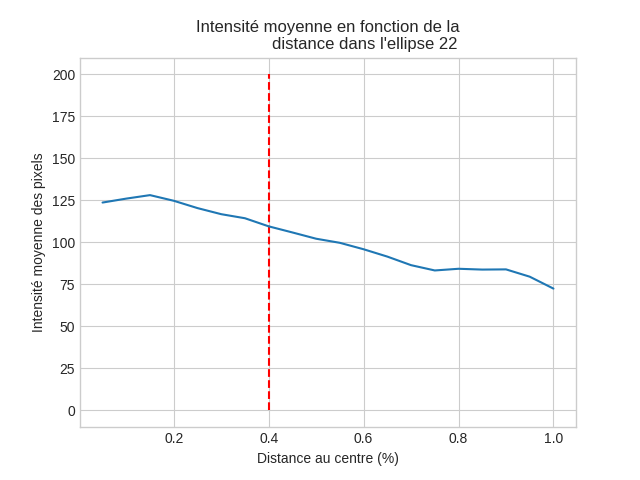 Intensité moyenne en fonction de la
distance dans l'ellipse 22
200
175
150
125
100
75
50
25
0
Intensité moyenne des pixels
0.2 0.4 0.6 0.8 1.0
Distance au centre (%)